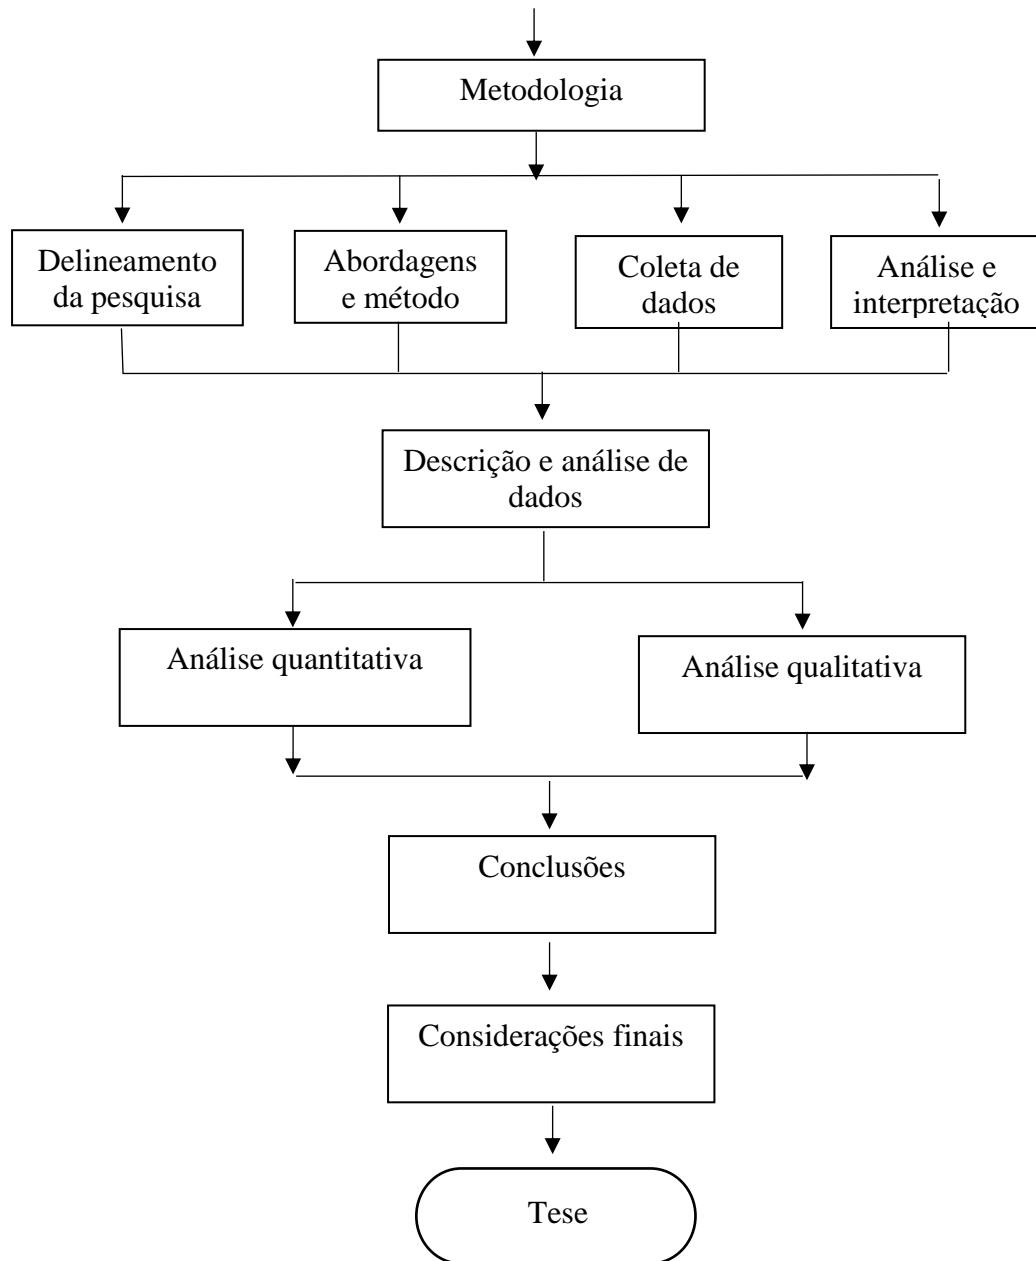 Metodologia
Delineamento
da pesquisa
Abordagens
e método
Coleta de
dados
Análise e
interpretação
Descrição e análise de
dados
Análise quantitativa
Análise qualitativa
Conclusões
Considerações finais
Tese